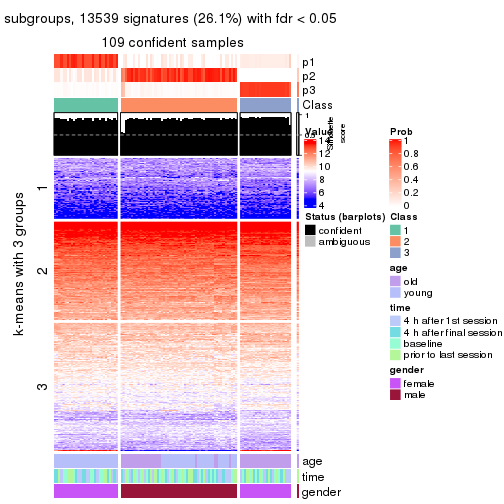 subgroups, 13539 signatures (26.1%) with fdr < 0.05
109 confident samples
p1
p2
p3
Class
1
score
k-means with 3 groups
1
2
3
age
time
gender
Value
14
12
10
8
6
4
Status (barplots)
confident
ambiguous
Prob
1
0.8
0.6
0.4
0.2
0
Class
1
2
3
age
old
young
time
4 h after 1st session
4 h after final session
baseline
prior to last session
gender
female
male